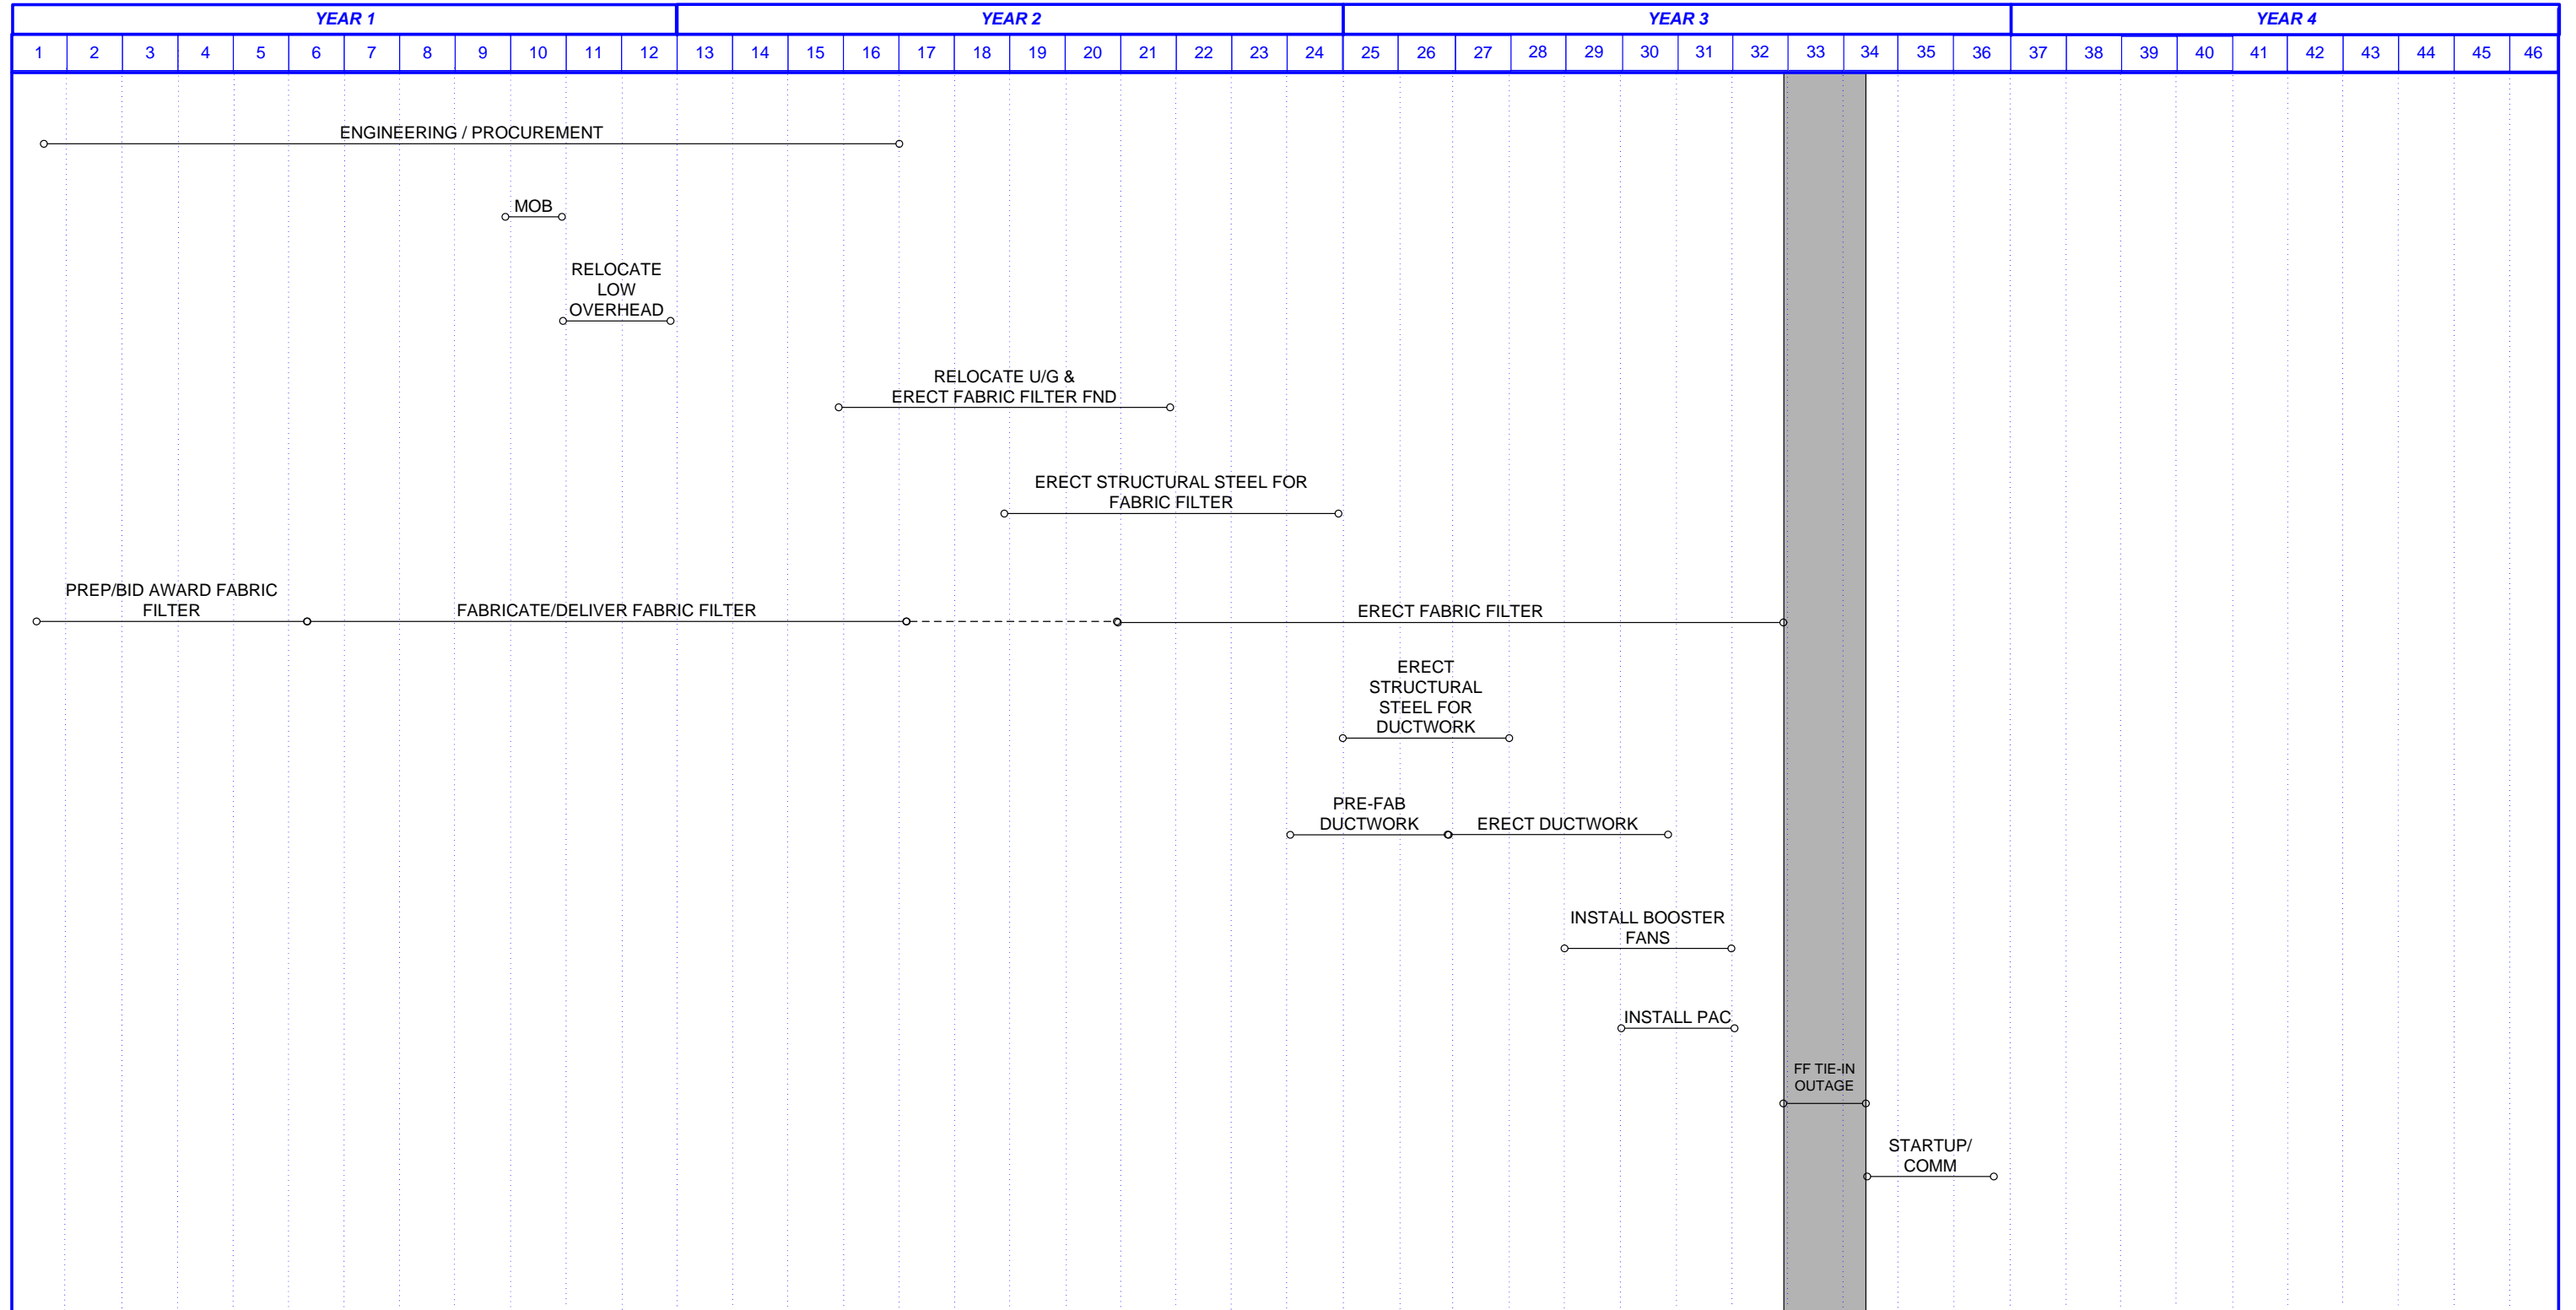 YEAR 1 YEAR 2 YEAR 3 YEAR 4
1 2 3 4 5 6 7 8 9 10 11 12 13 14 15 16 17 18 19 20 21 22 23 24 25 26 27 28 29 30 31 32 33 34 35 36 37 38 39 40 41 42 43 44 45 46
ENGINEERING / PROCUREMENT
MOB
RELOCATE
LOW
OVERHEAD
RELOCATE U/G &
ERECT FABRIC FILTER FND
ERECT STRUCTURAL STEEL FOR
FABRIC FILTER
PREP/BID AWARD FABRIC
FILTER
FABRICATE/DELIVER FABRIC FILTER
ERECT FABRIC FILTER
ERECT
STRUCTURAL
STEEL FOR
DUCTWORK
PRE-FAB
DUCTWORK
ERECT DUCTWORK
INSTALL BOOSTER
FANS
INSTALL PAC
FF TIE-IN
OUTAGE
STARTUP/
COMM